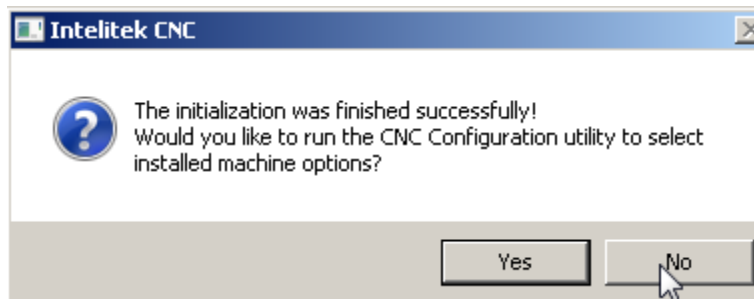 Intelitek CNC
The initialization was finished successfully!
Would you like to run the CNC Configuration utility to select
installed machine options?
Yes
No